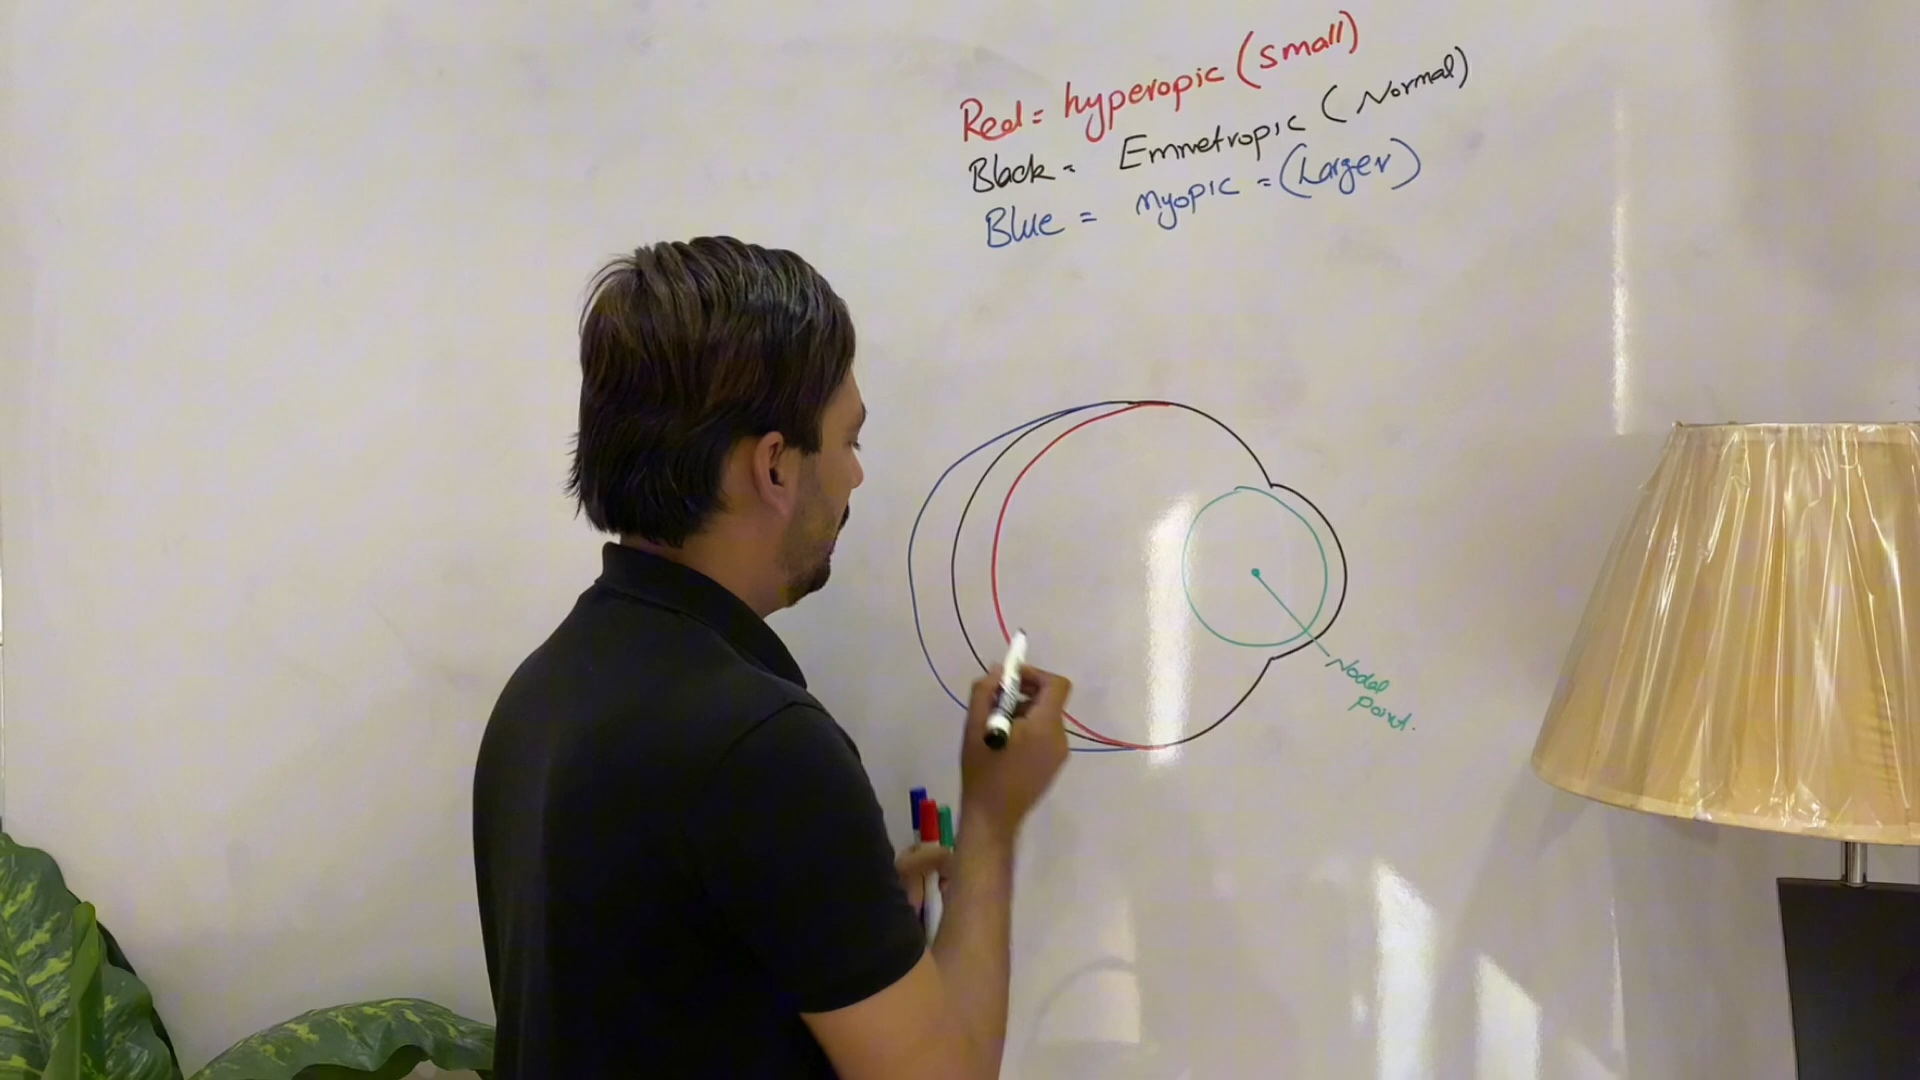 Red = hyperopic (small)
Black = Emmetropic (Normal)
Blue = Myopic = (Larger)
Nodal
point.